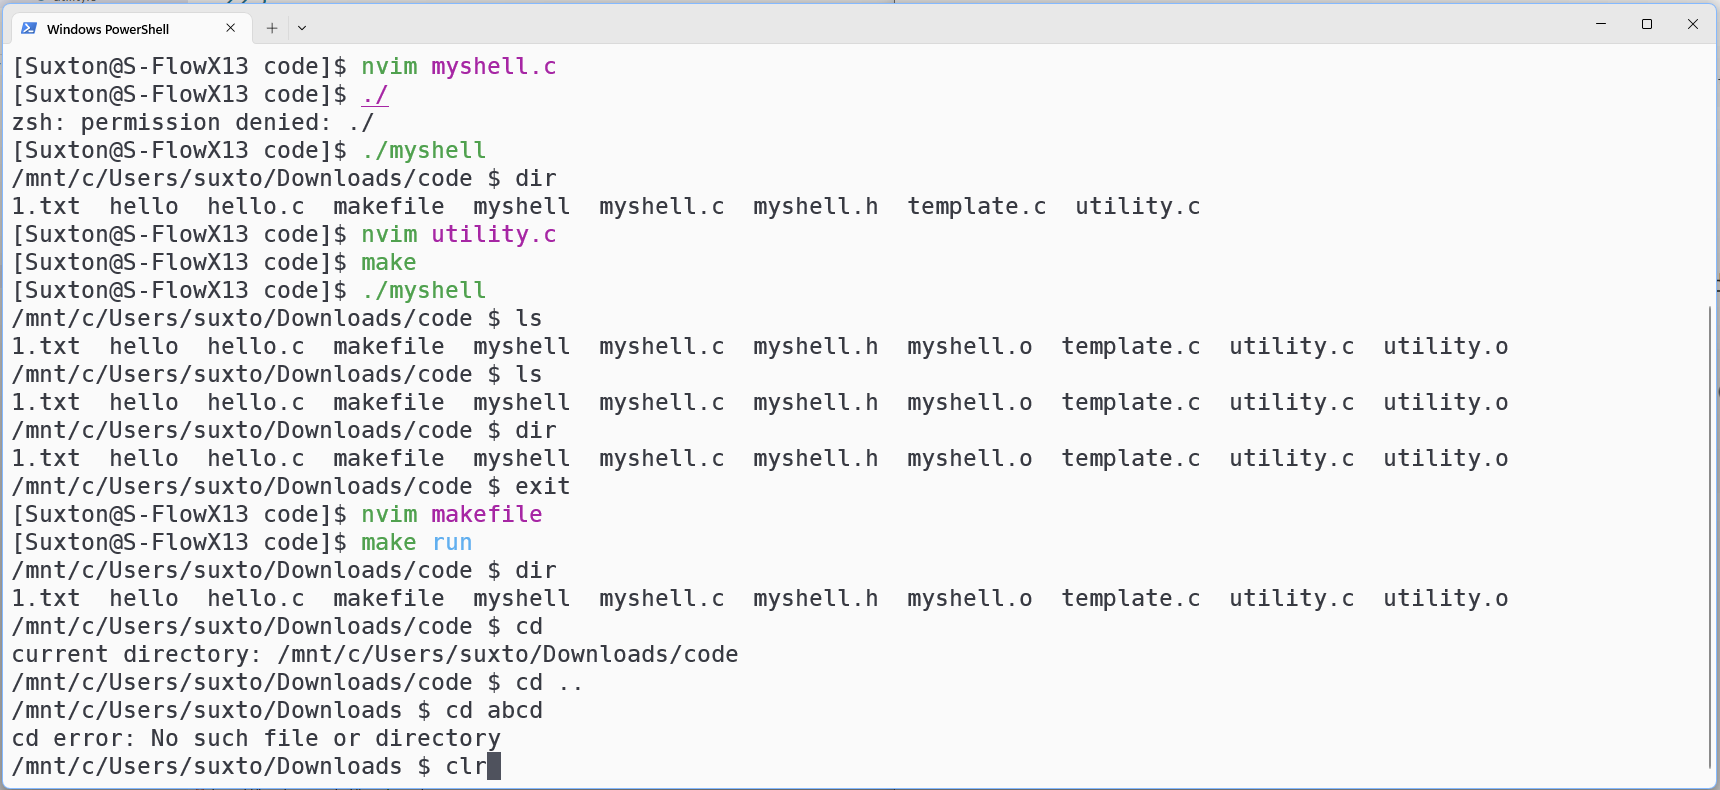 Windows PowerShell
[Suxton@S-FlowX13 code]$ nvim myshell.c
[Suxton@S-FlowX13 code]$ ./
zsh: permission denied: ./
[Suxton@S-FlowX13 code]$ ./myshell
/mnt/c/Users/suxto/Downloads/code $ dir
1.txt  hello  hello.c  makefile  myshell  myshell.c  myshell.h  template.c  utility.c
[Suxton@S-FlowX13 code]$ nvim utility.c
[Suxton@S-FlowX13 code]$ make
[Suxton@S-FlowX13 code]$ ./myshell
/mnt/c/Users/suxto/Downloads/code $ ls
1.txt  hello  hello.c  makefile  myshell  myshell.c  myshell.h  myshell.o  template.c  utility.c  utility.o
/mnt/c/Users/suxto/Downloads/code $ ls
1.txt  hello  hello.c  makefile  myshell  myshell.c  myshell.h  myshell.o  template.c  utility.c  utility.o
/mnt/c/Users/suxto/Downloads/code $ dir
1.txt  hello  hello.c  makefile  myshell  myshell.c  myshell.h  myshell.o  template.c  utility.c  utility.o
/mnt/c/Users/suxto/Downloads/code $ exit
[Suxton@S-FlowX13 code]$ nvim makefile
[Suxton@S-FlowX13 code]$ make run
/mnt/c/Users/suxto/Downloads/code $ dir
1.txt  hello  hello.c  makefile  myshell  myshell.c  myshell.h  myshell.o  template.c  utility.c  utility.o
/mnt/c/Users/suxto/Downloads/code $ cd
current directory: /mnt/c/Users/suxto/Downloads/code
/mnt/c/Users/suxto/Downloads/code $ cd ..
/mnt/c/Users/suxto/Downloads $ cd abcd
cd error: No such file or directory
/mnt/c/Users/suxto/Downloads $ clr